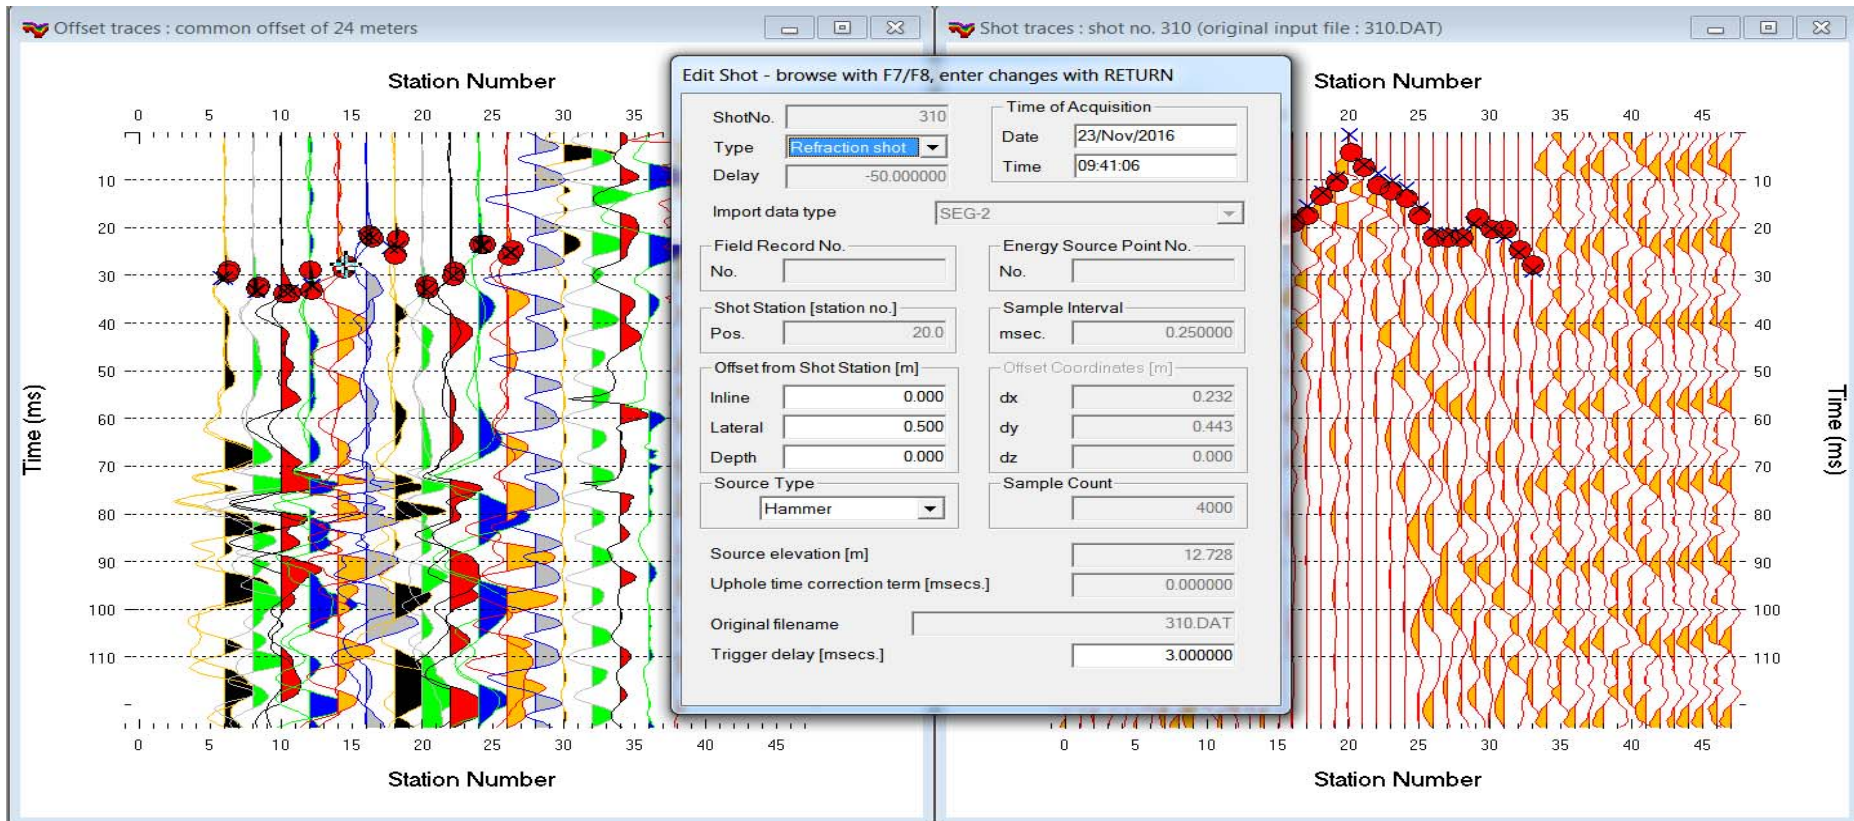 Offset traces : common offset of 24 meters
Station Number
0 5 10 15 20 25 30 35
10
20
30
40
50
60
70
80
90
100
110
Time (ms)
0 5 10 15 20 25 30 35 40 45
Station Number
Edit Shot - browse with F7/F8, enter changes with RETURN
ShotNo. 310
Type Refraction shot
Delay -50.000000
Time of Acquisition
Date 23/Nov/2016
Time 09:41:06
Import data type SEG-2
Field Record No.
No.
Energy Source Point No.
No.
Shot Station [station no.]
Pos. 20.0
Sample Interval
msec. 0.250000
Offset from Shot Station [m]
Inline 0.000
Lateral 0.500
Depth 0.000
Offset Coordinates [m]
dx 0.232
dy 0.443
dz 0.000
Source Type
Hammer
Sample Count
4000
Source elevation [m] 12.728
Uphole time correction term [msecs.] 0.000000
Original filename 310.DAT
Trigger delay [msecs.] 3.000000
Shot traces : shot no. 310 (original input file : 310.DAT)
Station Number
20 25 30 35 40 45
10
20
30
40
50
60
70
80
90
100
110
Time (ms)
0 5 10 15 20 25 30 35 40 45
Station Number